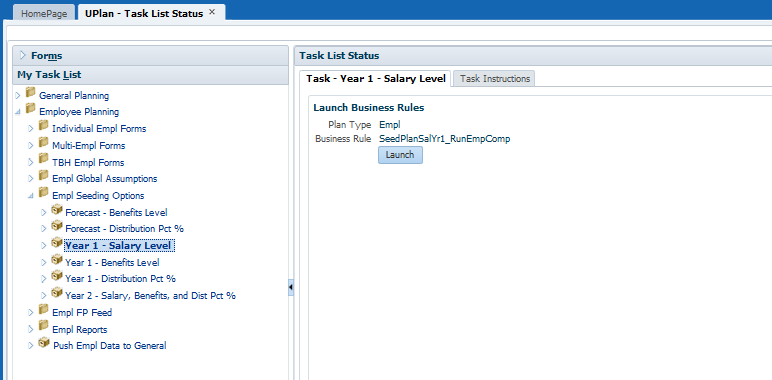 HomePage
UPlan - Task List Status ×
Forms
My Task List
General Planning
Employee Planning
Individual Empl Forms
Multi-Empl Forms
TBH Empl Forms
Empl Global Assumptions
Empl Seeding Options
Forecast - Benefits Level
Forecast - Distribution Pct %
Year 1 - Salary Level
Year 1 - Benefits Level
Year 1 - Distribution Pct %
Year 2 - Salary, Benefits, and Dist Pct %
Empl FP Feed
Empl Reports
Push Empl Data to General
Task List Status
Task - Year 1 - Salary Level
Task Instructions
Launch Business Rules
Plan Type Empl
Business Rule SeedPlanSalYr1_RunEmpComp
Launch